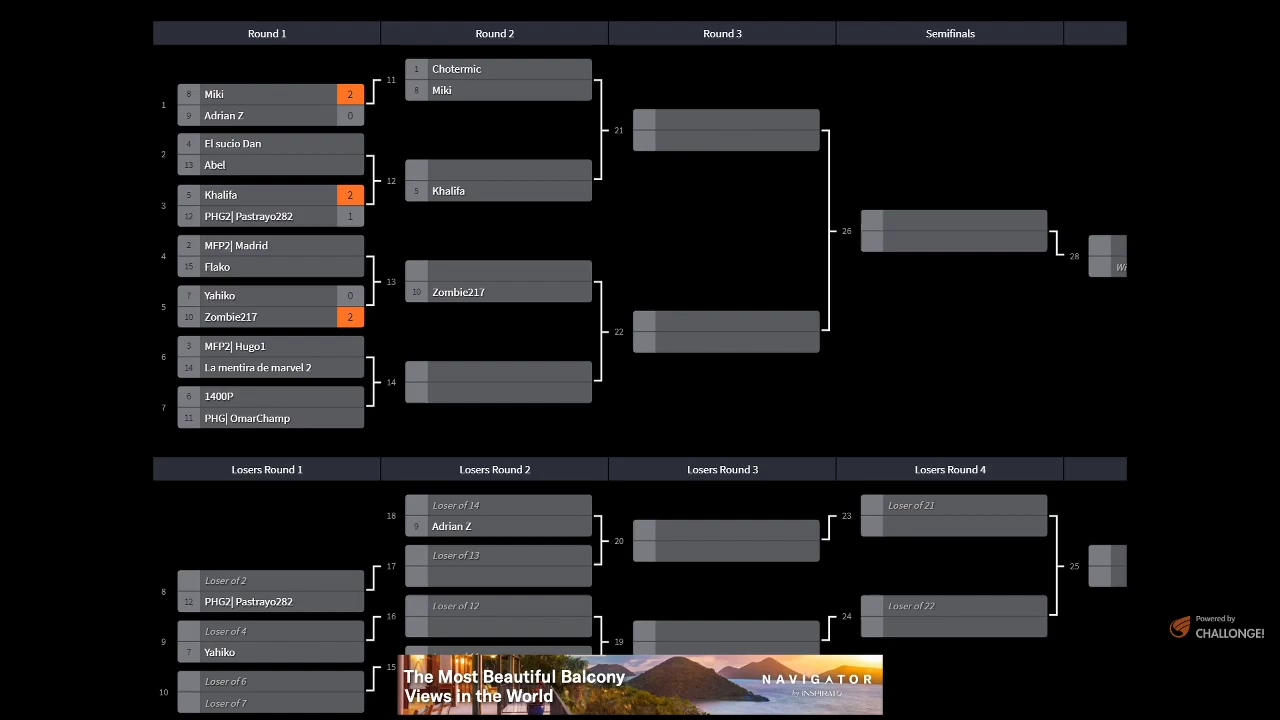 Round 1
Round 2
Round 3
Semifinals
11
1 Chotermic
8 Miki
1
8 Miki 2
9 Adrian Z 0
21
2
4 El sucio Dan
13 Abel
12
5 Khalifa
3
5 Khalifa 2
12 PHG2| Pastrayo282 1
26
4
2 MFP2| Madrid
15 Flako
28
Wi
13
10 Zombie217
5
7 Yahiko 0
10 Zombie217 2
22
6
3 MFP2| Hugo1
14 La mentira de marvel 2
14
7
6 1400P
11 PHG| OmarChamp
Losers Round 1
Losers Round 2
Losers Round 3
Losers Round 4
18
Loser of 14
9 Adrian Z
23
Loser of 21
20
17
Loser of 13
25
8
Loser of 2
12 PHG2| Pastrayo282
16
Loser of 12
24
Loser of 22
9
Loser of 4
7 Yahiko
19
15
10
Loser of 6
Loser of 7
The Most Beautiful Balcony
Views in the World
NAVIGATOR
by INSPIRATO
Powered by
CHALLONGE!